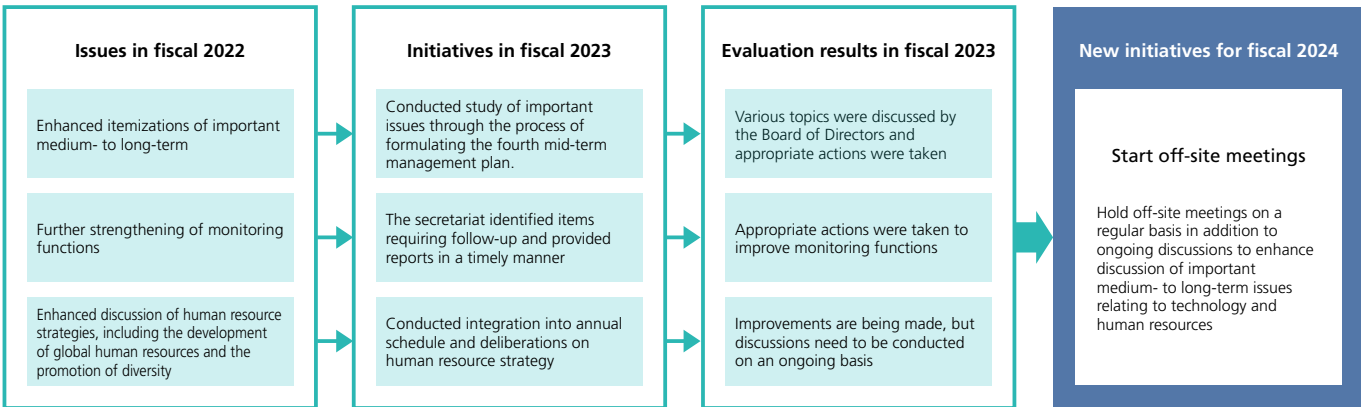 Issues in fiscal 2022
Enhanced itemizations of important
medium- to long-term
Further strengthening of monitoring
functions
Enhanced discussion of human resource
strategies, including the development
of global human resources and the
promotion of diversity
Initiatives in fiscal 2023
Conducted study of important
issues through the process of
formulating the fourth mid-term
management plan.
The secretariat identified items
requiring follow-up and provided
reports in a timely manner
Conducted integration into annual
schedule and deliberations on
human resource strategy
Evaluation results in fiscal 2023
Various topics were discussed by
the Board of Directors and
appropriate actions were taken
Appropriate actions were taken to
improve monitoring functions
Improvements are being made, but
discussions need to be conducted
on an ongoing basis
New initiatives for fiscal 2024
Start off-site meetings
Hold off-site meetings on a
regular basis in addition to
ongoing discussions to enhance
discussion of important
medium- to long-term issues
relating to technology and
human resources